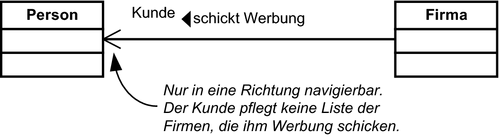 Person
Kunde
schickt Werbung
Firma
Nur in eine Richtung navigierbar.
Der Kunde pflegt keine Liste der
Firmen, die ihm Werbung schicken.